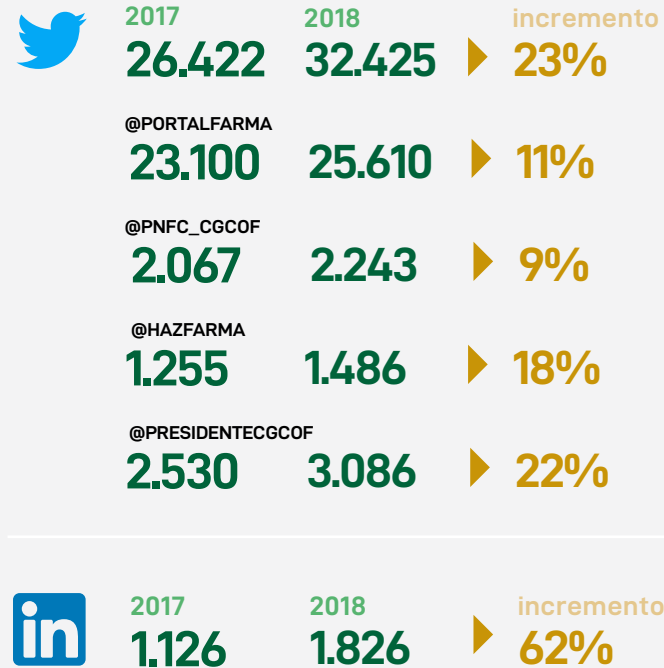 2017 2018 incremento
26.422 32.425 23%
@PORTALFARMA
23.100 25.610 11%
@PNFC_CGCOF
2.067 2.243 9%
@HAZFARMA
1.255 1.486 18%
@PRESIDENTECGCOF
2.530 3.086 22%
in 2017 2018 incremento
1.126 1.826 62%